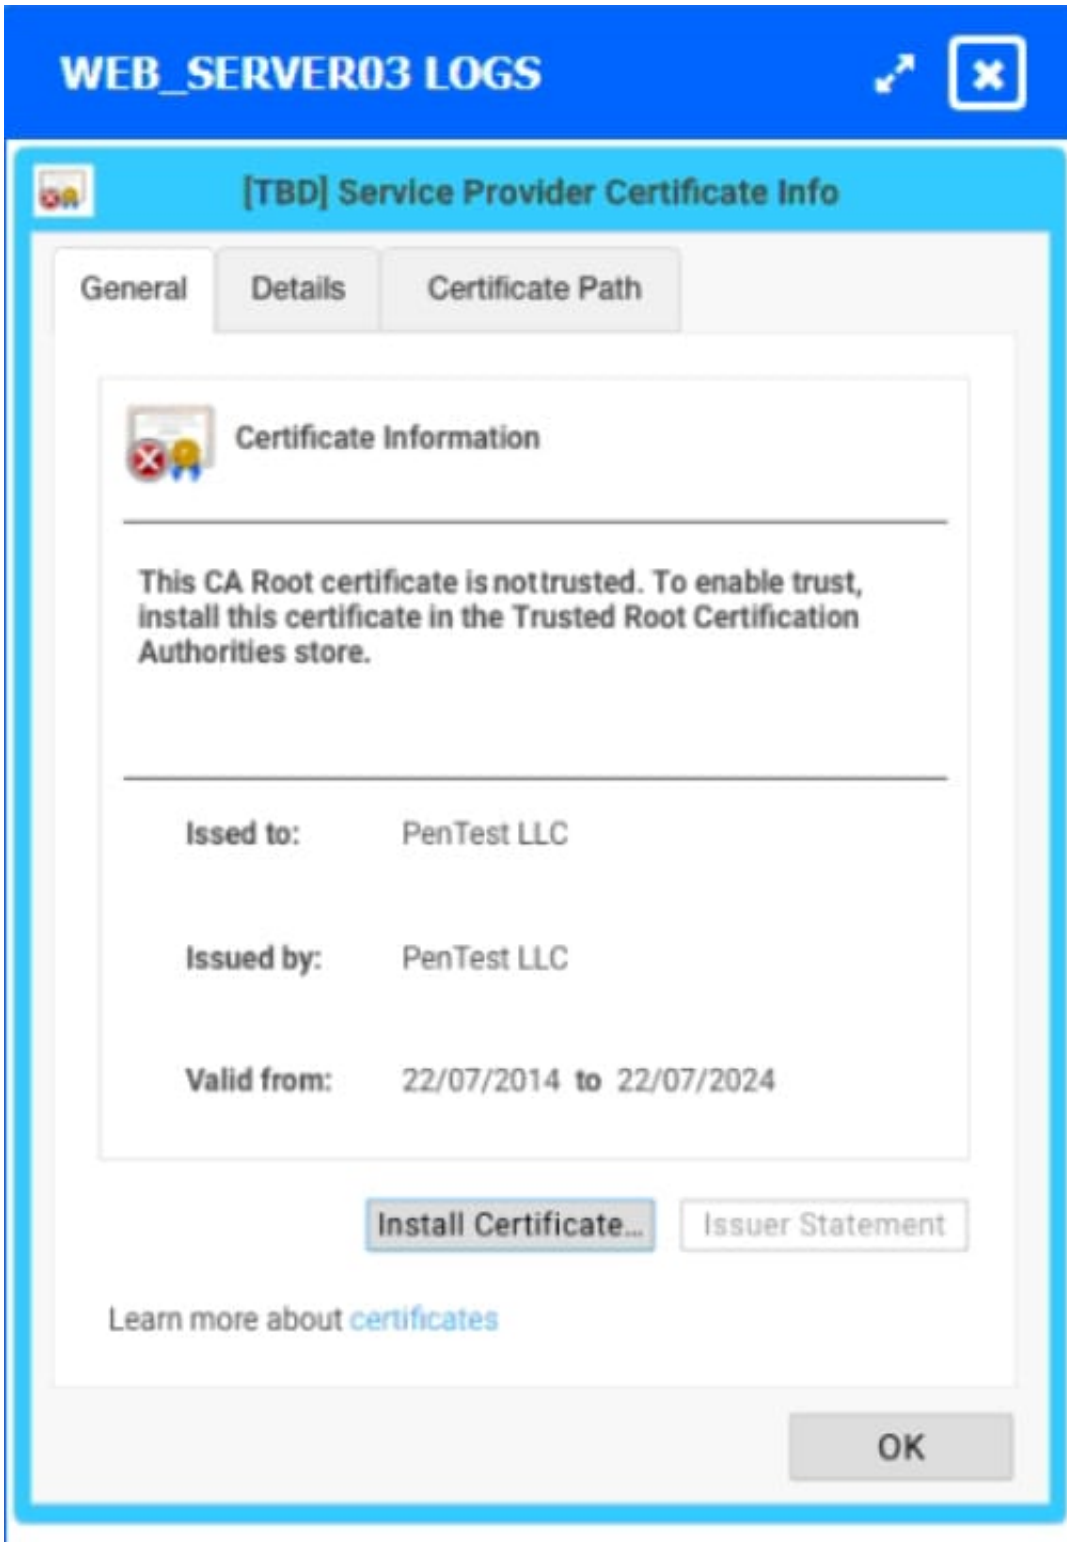 WEB_SERVER03 LOGS
[TBD] Service Provider Certificate Info
General Details Certificate Path
Certificate Information
This CA Root certificate is not trusted. To enable trust,
install this certificate in the Trusted Root Certification
Authorities store.
Issed to: PenTest LLC
Issued by: PenTest LLC
Valid from: 22/07/2014 to 22/07/2024
Install Certificate... Issuer Statement
Learn more about certificates
OK